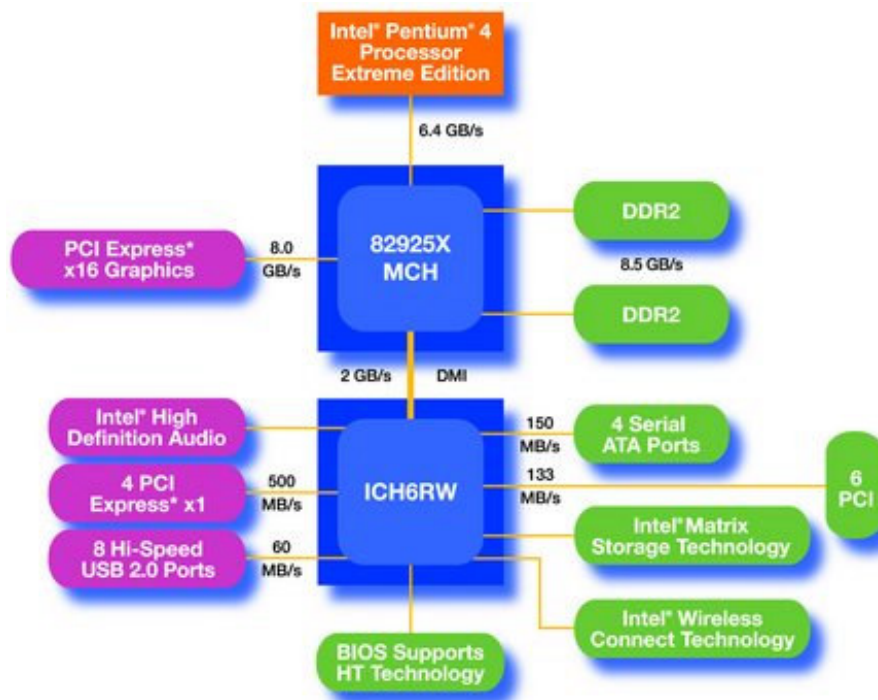 Intel® Pentium® 4
Processor
Extreme Edition
6.4 GB/s
82925X
MCH
DDR2
8.5 GB/s
DDR2
PCI Express*
x16 Graphics
8.0
GB/s
2 GB/s
DMI
Intel® High
Definition Audio
4 PCI
Express* x1
500
MB/s
8 Hi-Speed
USB 2.0 Ports
60
MB/s
ICH6RW
150
MB/s
4 Serial
ATA Ports
133
MB/s
6
PCI
Intel® Matrix
Storage Technology
Intel® Wireless
Connect Technology
BIOS Supports
HT Technology